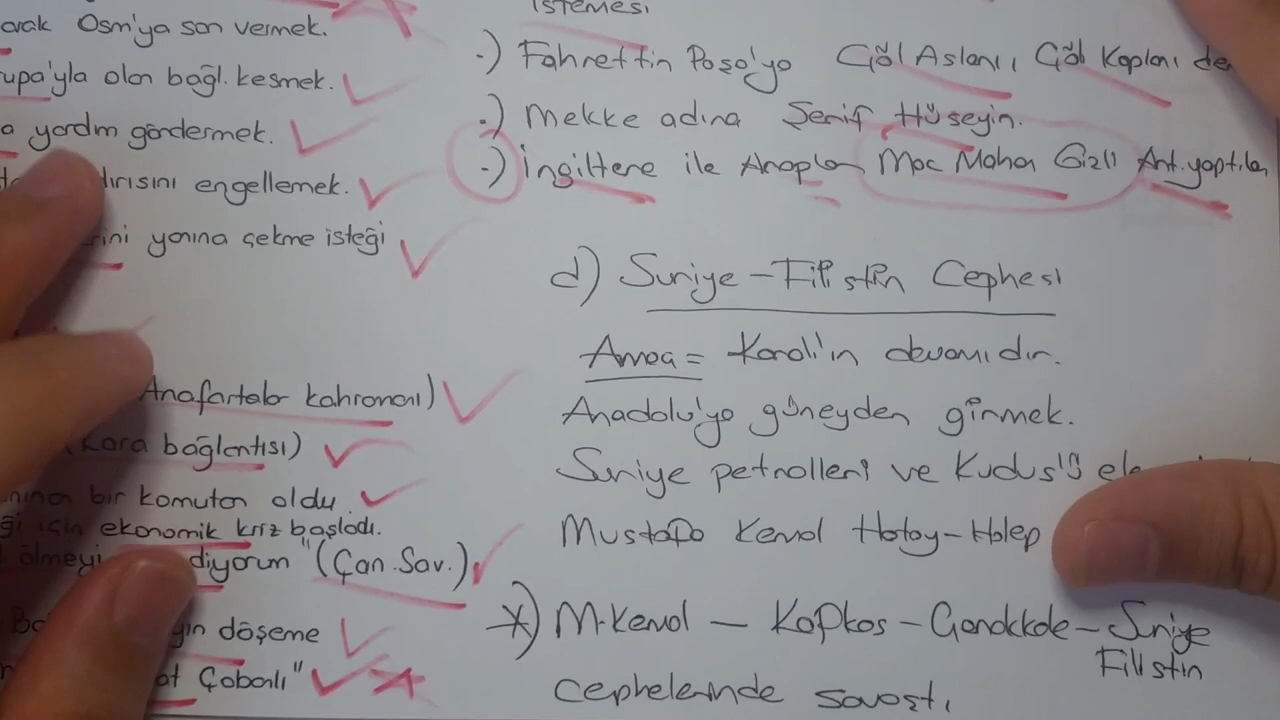 arak Osm'ya son vermek.
upa'yla olan bağl. kesmek.
a yardım göndermek.
dırısını engellemek.
rini yanına çekme isteği
Anafartalar kahramanı)
(Kara bağlantısı)
bir komutan oldu.
ği için ekonomik kriz başladı.
ölmeyi diyorum "(Çan. Sav.)
ın döşeme
at Çobanlı"
istemesi
.) Fahrettin Paşa'ya Çöl Aslanı, Çöl Kaplanı de
.) Mekke adına Şerif Hüseyin.
.) İngiltere ile Araplar Mac Mahon Gizli Ant. yaptılar
d) Suriye - Filistin Cephesi
Amaç = Kanal'ın devamıdır.
Anadolu'ya güneyden girmek.
Suriye petrolleri ve Kudüs'ü ele
Mustafa Kemal Hatay-Halep
*) M.Kemal - Kafkas - Çanakkale - Suriye
Filistin
cephelerinde savaştı